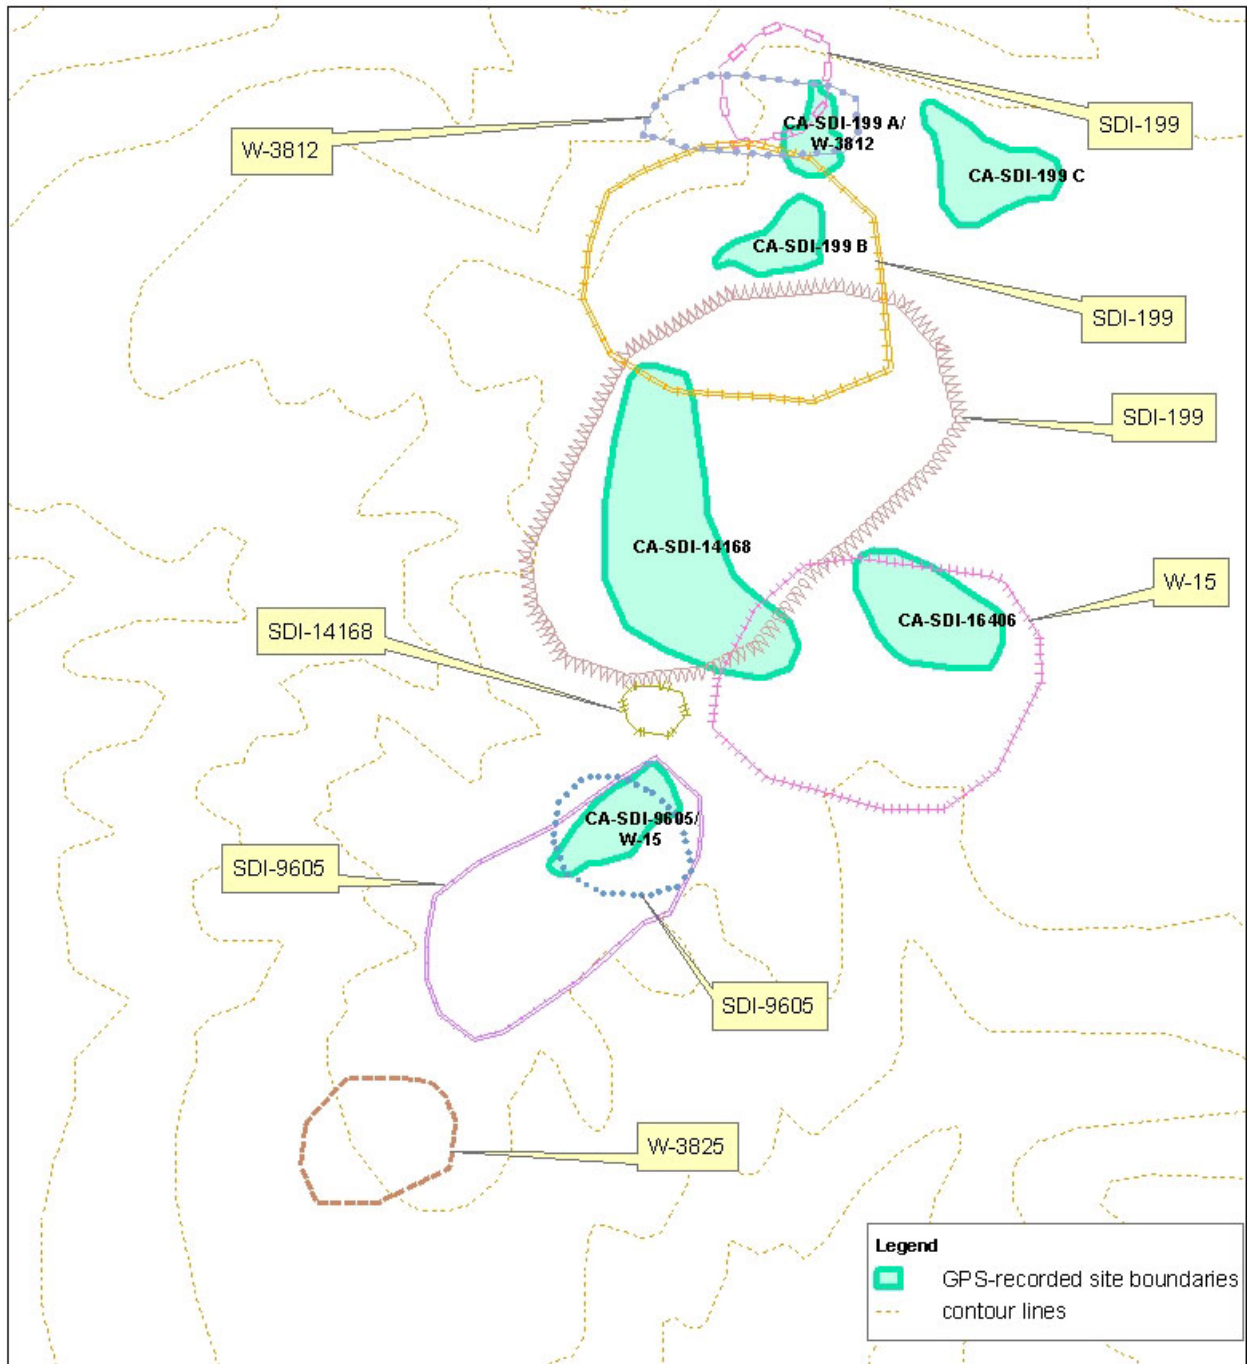 SDI-199
CA-SDI-199 A/
W-3812
W-3812
CA-SDI-199 C
CA-SDI-199 B
SDI-199
SDI-199
CA-SDI-14168
W-15
CA-SDI-16406
SDI-14168
CA-SDI-9605/
W-15
SDI-9605
SDI-9605
W-3825
Legend
GPS-recorded site boundaries
contour lines